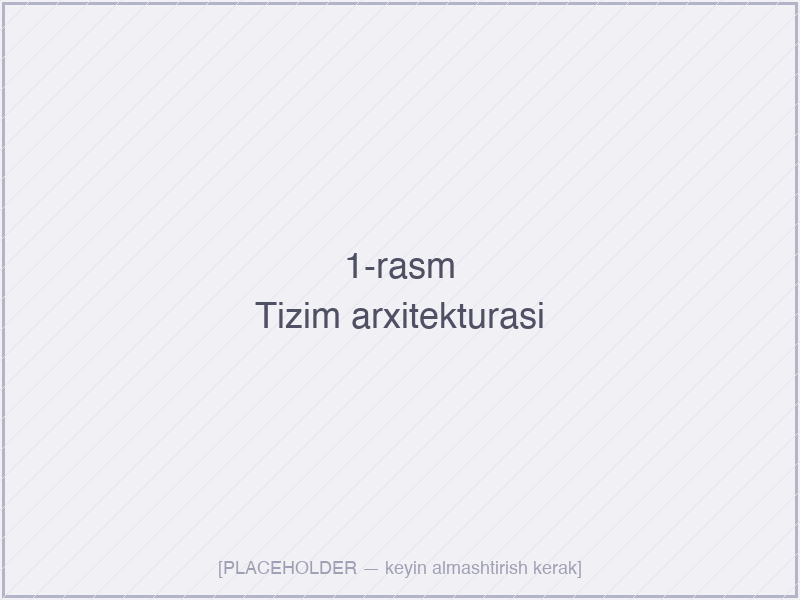 1-rasm
Tizim arxitekturasi
[PLACEHOLDER — keyin almashtirish kerak]